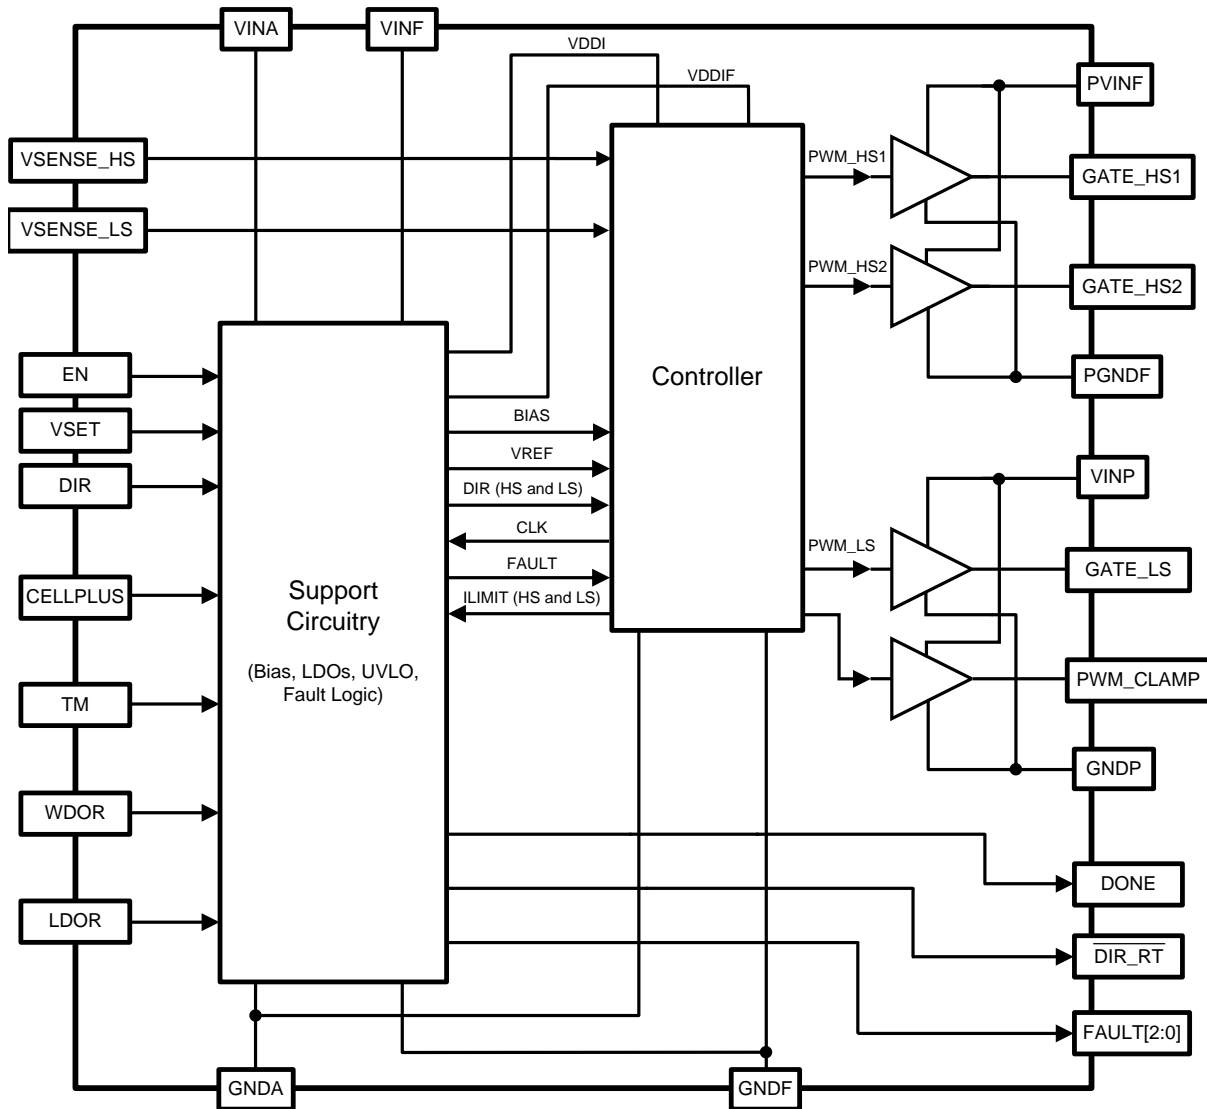 VINA
VINF
VDDI
VDDIF
PVINF
VSENSE_HS
PWM_HS1
GATE_HS1
VSENSE_LS
PWM_HS2
GATE_HS2
EN
Controller
PGNDF
VSET
BIAS
VREF
VINP
DIR
DIR (HS and LS)
CLK
PWM_LS
FAULT
GATE_LS
CELLPLUS
Support
Circuitry
ILIMIT (HS and LS)
(Bias, LDOs, UVLO,
Fault Logic)
PWM_CLAMP
TM
GNDP
WDOR
DONE
LDOR
DIR_RT
FAULT[2:0]
GNDA
GNDF